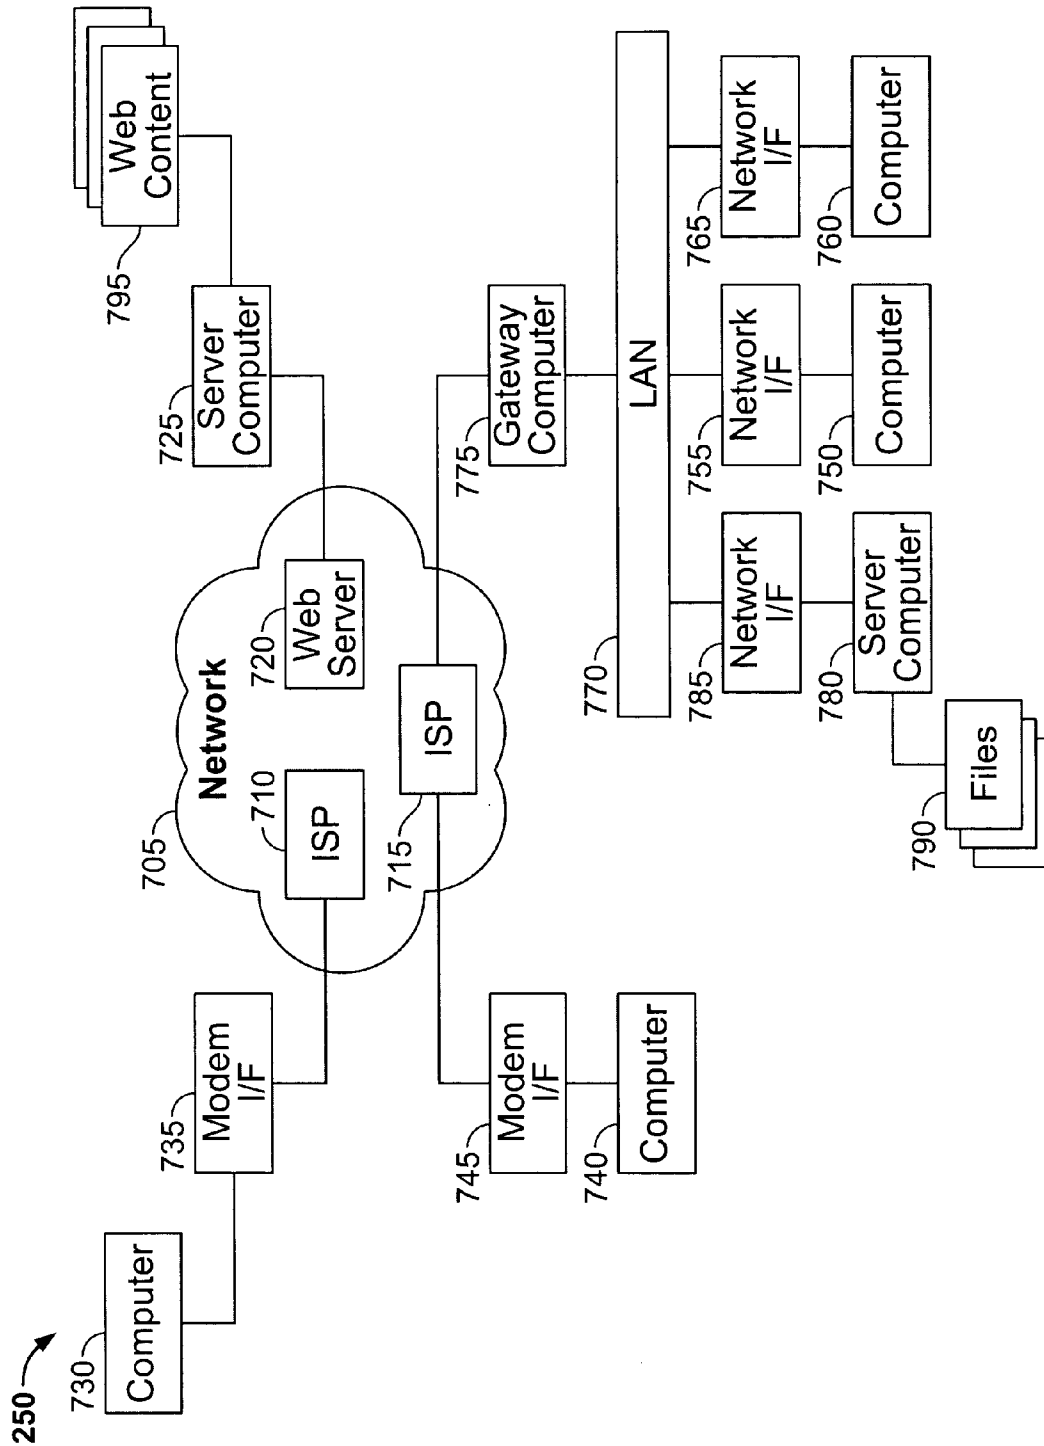 250
730
Computer
735
Modem
I/F
705
Network
710
ISP
720
Web
Server
725
Server
Computer
795
Web
Content
715
ISP
745
Modem
I/F
740
Computer
775
Gateway
Computer
770
LAN
785
Network
I/F
755
Network
I/F
765
Network
I/F
780
Server
Computer
750
Computer
760
Computer
790
Files